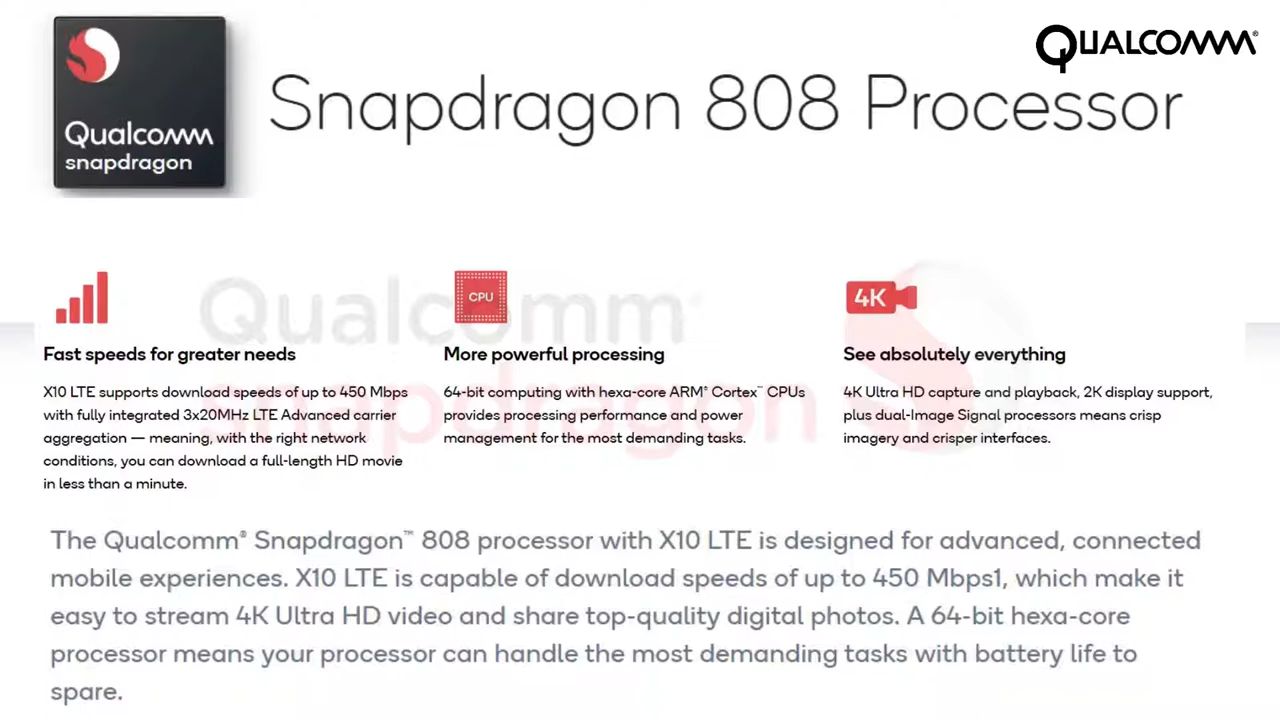 QUALCOMM®
Qualcomm
snapdragon
Snapdragon 808 Processor
Qualcomm
snapdragon
CPU
4K
Fast speeds for greater needs
X10 LTE supports download speeds of up to 450 Mbps
with fully integrated 3x20MHz LTE Advanced carrier
aggregation — meaning, with the right network
conditions, you can download a full-length HD movie
in less than a minute.
More powerful processing
64-bit computing with hexa-core ARM® Cortex™ CPUs
provides processing performance and power
management for the most demanding tasks.
See absolutely everything
4K Ultra HD capture and playback, 2K display support,
plus dual-Image Signal processors means crisp
imagery and crisper interfaces.
The Qualcomm® Snapdragon™ 808 processor with X10 LTE is designed for advanced, connected
mobile experiences. X10 LTE is capable of download speeds of up to 450 Mbps1, which make it
easy to stream 4K Ultra HD video and share top-quality digital photos. A 64-bit hexa-core
processor means your processor can handle the most demanding tasks with battery life to
spare.